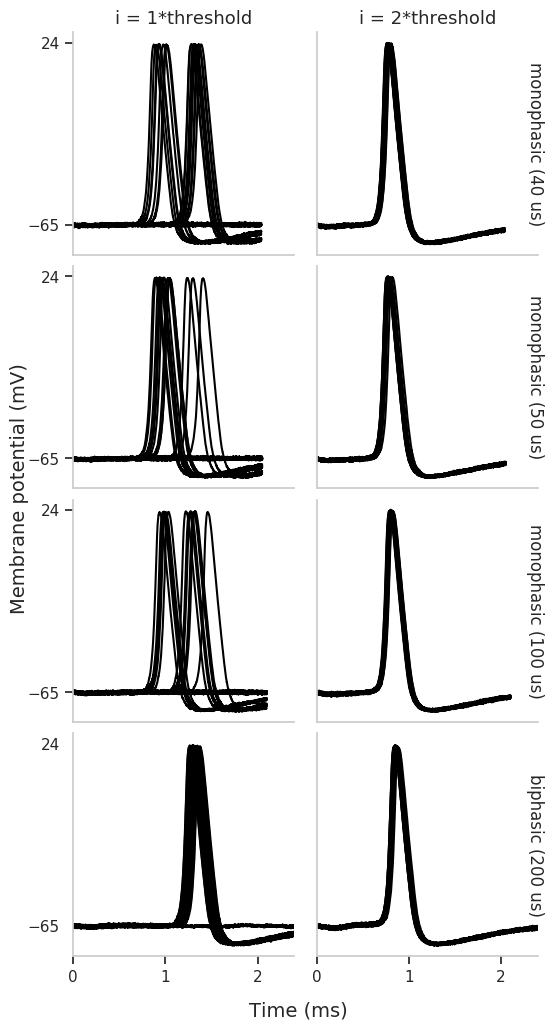 i = 1*threshold
i = 2*threshold
24
−65
monophasic (40 us)
24
−65
monophasic (50 us)
Membrane potential (mV)
24
−65
monophasic (100 us)
24
−65
biphasic (200 us)
0
1
2
0
1
2
Time (ms)